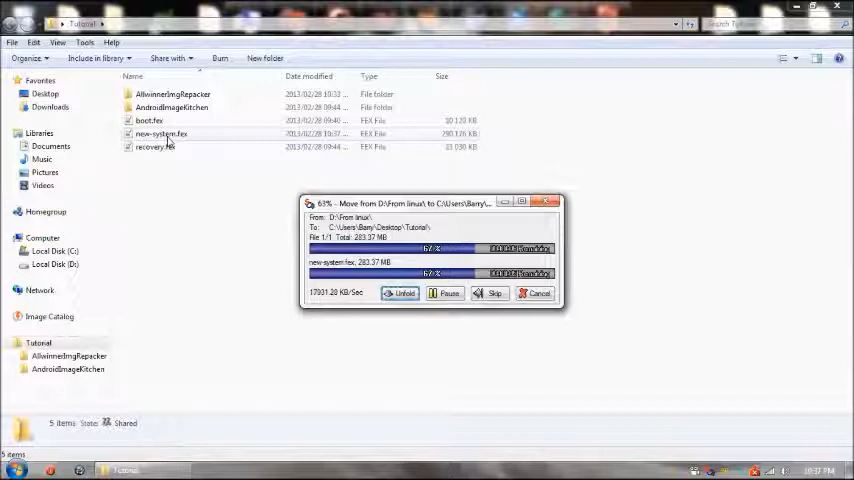 Tutorial
Search Tutorial
File Edit View Tools Help
Organize Include in library Share with Burn New folder
Name Date modified Type Size
Favorites
Desktop
Downloads
Libraries
Documents
Music
Pictures
Videos
Homegroup
Computer
Local Disk (C:)
Local Disk (D:)
Network
Image Catalog
Tutorial
AllwinnerImgRepacker
AndroidImageKitchen
AllwinnerImgRepacker 2013/02/28 10:33 ... File folder
AndroidImageKitchen 2013/02/28 09:44 ... File folder
boot.fex 2013/02/28 09:40 ... FEX File 10 120 KB
new-system.fex 2013/02/28 10:37 ... FEX File 290 176 KB
recovery.fex 2013/02/28 09:44 ... FEX File
63% - Move from D:\From linux\ to C:\Users\Barry\...
From: D:\From linux\
To: C:\Users\Barry\Desktop\Tutorial\
File 1/1 Total: 283.37 MB
67 %
new-system.fex, 283.37 MB
67 %
17931.20 KB/Sec Unfold Pause Skip Cancel
5 items State: Shared
5 items
Tutorial
10:37 PM